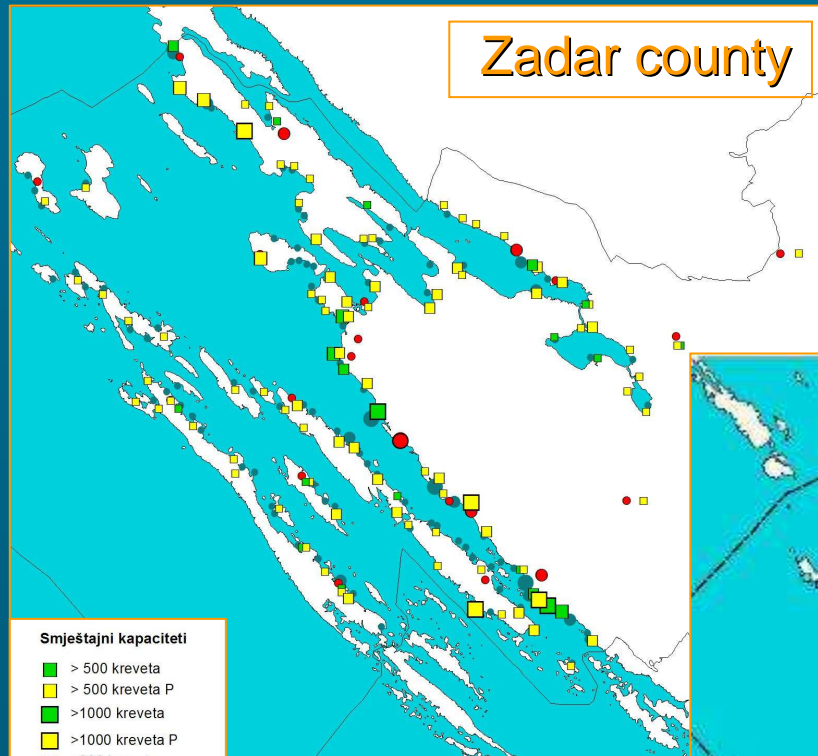 Zadar county
Smještajni kapaciteti
> 500 kreveta
> 500 kreveta P
>1000 kreveta
>1000 kreveta P